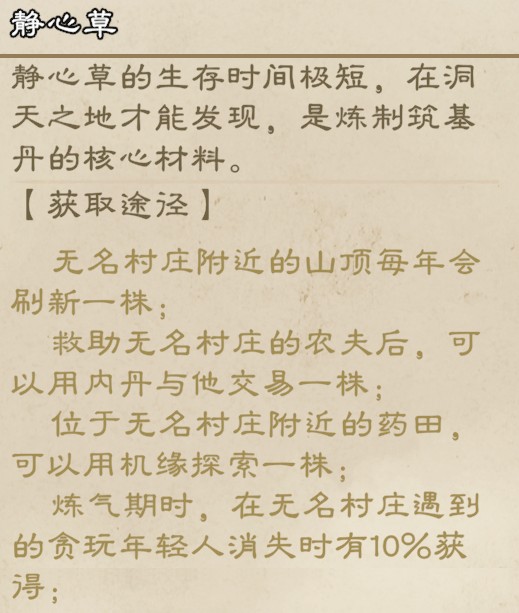 静心草
静心草的生存时间极短，在洞
天之地才能发现，是炼制筑基
丹的核心材料。
【获取途径】
无名村庄附近的山顶每年会
刷新一株；
救助无名村庄的农夫后，可
以用内丹与他交易一株；
位于无名村庄附近的药田，
可以用机缘探索一株；
炼气期时，在无名村庄遇到
的贪玩年轻人消失时有10%获
得；